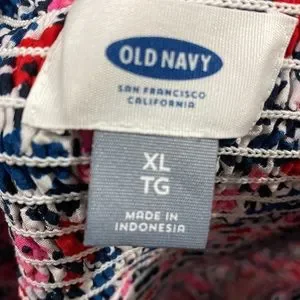 OLD NAVY
SAN FRANCISCO
CALIFORNIA
XL
TG
MADE IN
INDONESIA